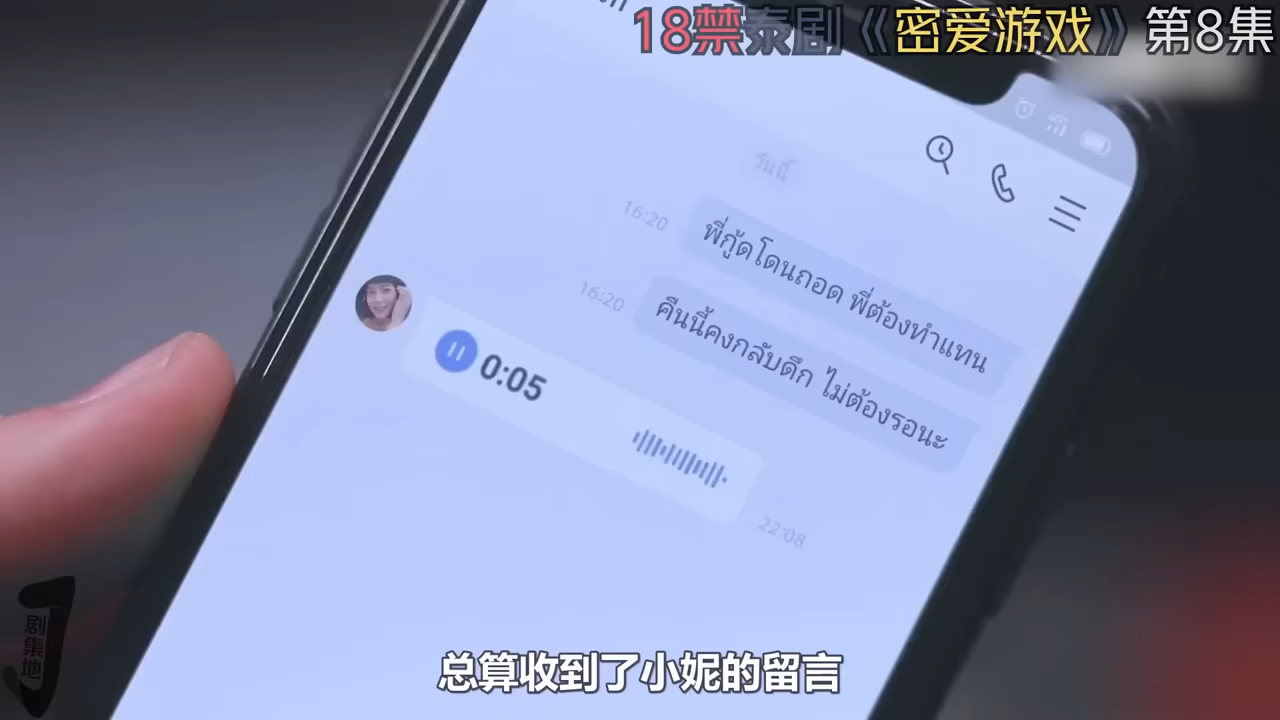 18禁泰剧《密爱游戏》第8集
วันนี้
16:20
พี่กู๊ดโดนถอด พี่ต้องทำแทน
16:20
คืนนี้คงกลับดึก ไม่ต้องรอนะ
0:05
22:08
剧集地
总算收到了小妮的留言